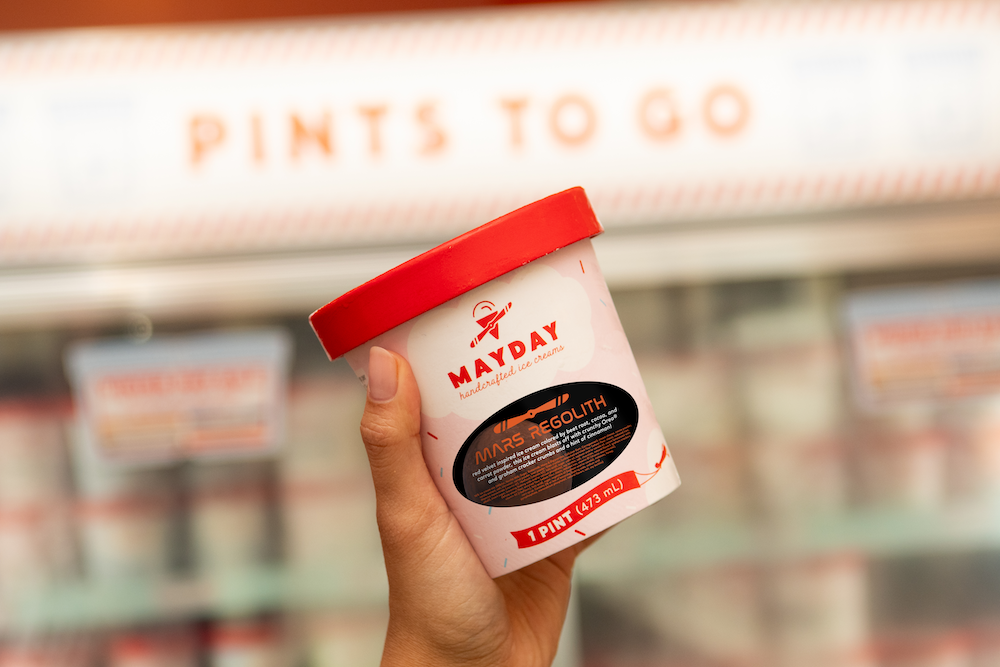 PINTS TO GO
MAYDAY
handcrafted ice creams
MARS REGOLITH
red velvet inspired ice cream colored by beet root, cocoa, and
carrot powder, this ice cream blasts off with crunchy Oreo®
and graham cracker crumbs and a hint of cinnamon!
1 PINT (473 mL)